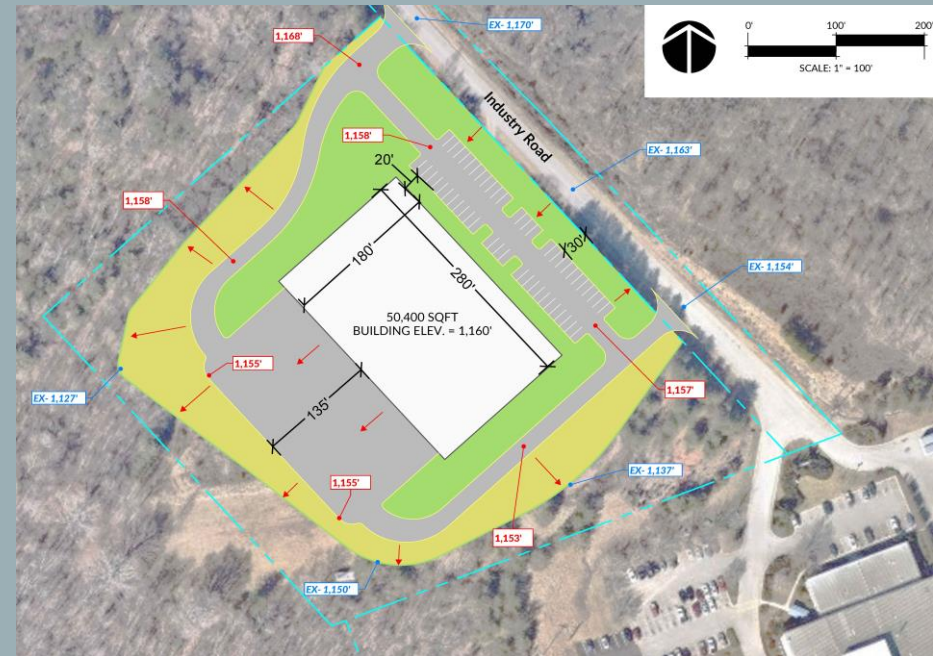 EX- 1,170'
0'
100'
200'
SCALE: 1" = 100'
1,168'
Industry Road
1,158'
EX- 1,163'
20'
1,158'
180'
30'
280'
EX- 1,154'
50,400 SQFT
BUILDING ELEV. = 1,160'
1,155'
EX- 1,127'
135'
1,157'
EX- 1,137'
1,155'
1,153'
EX- 1,150'